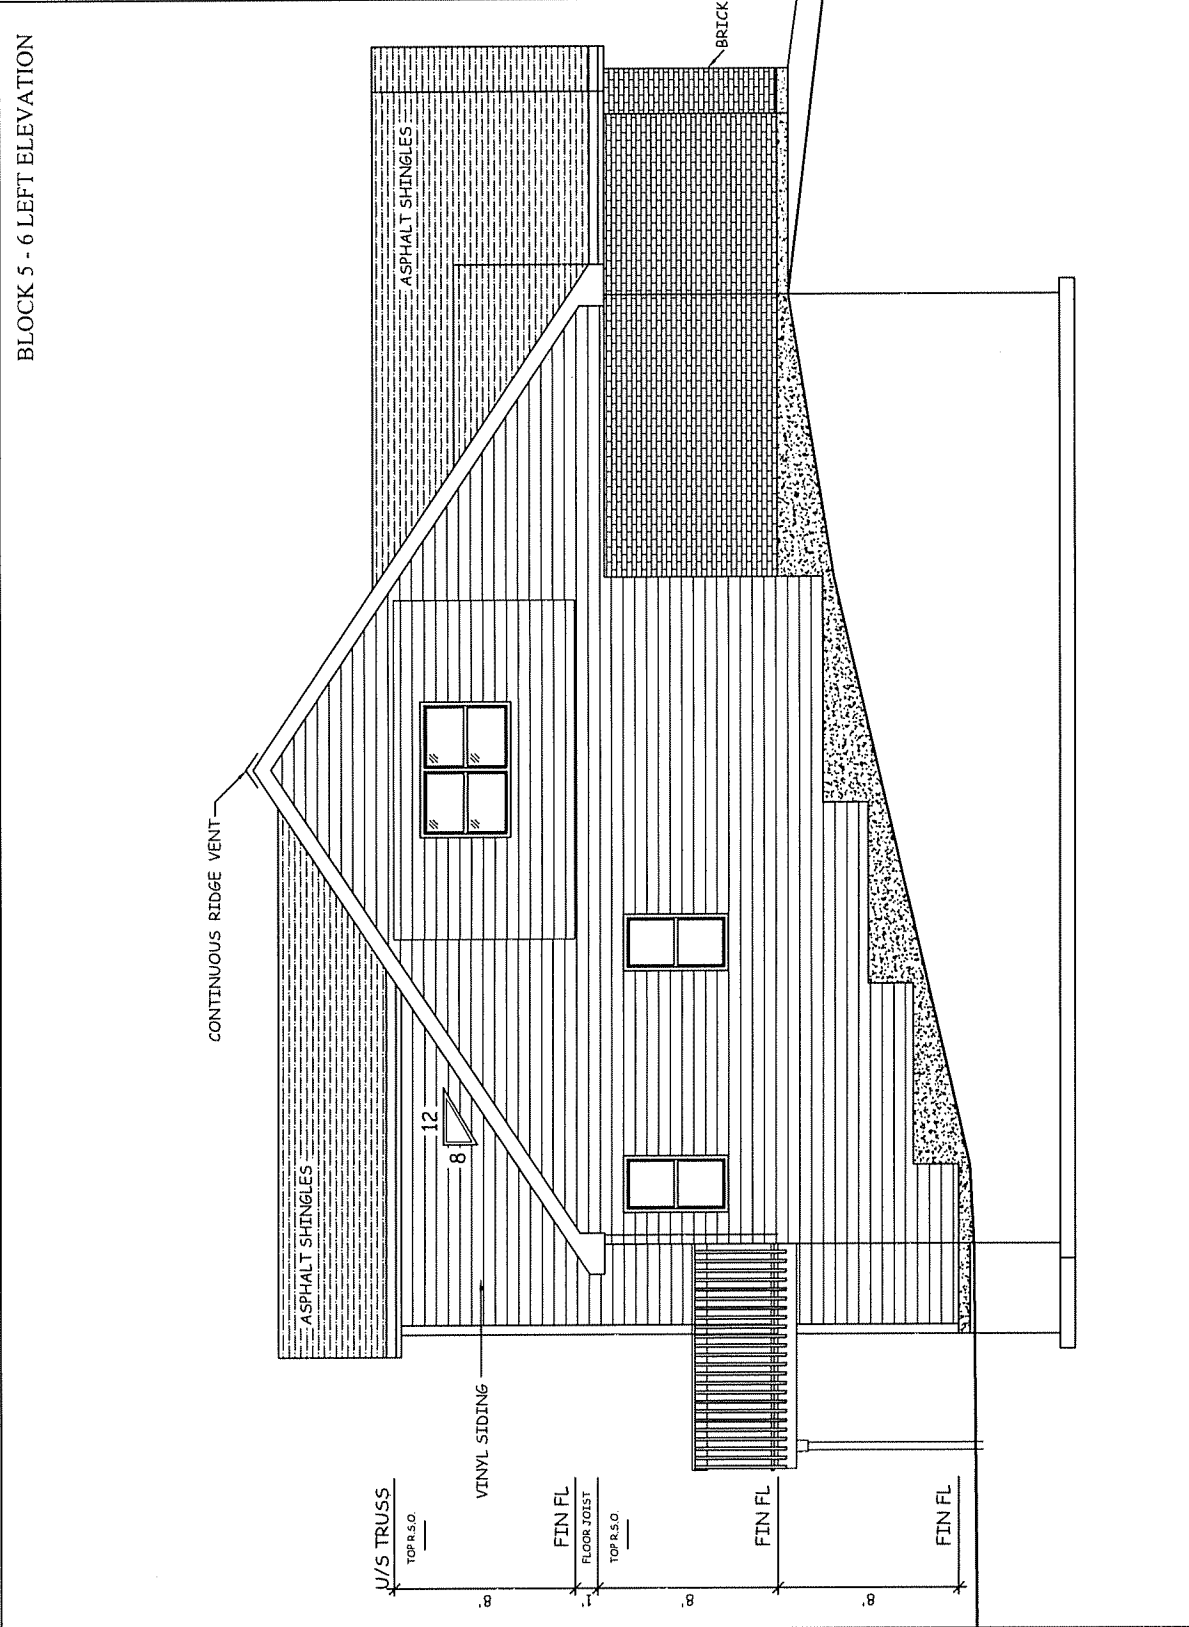 BLOCK 5 - 6 LEFT ELEVATION
CONTINUOUS RIDGE VENT
ASPHALT SHINGLES
ASPHALT SHINGLES
BRICK
12
8
VINYL SIDING
U/S TRUSS
TOP R.S.O.
8'
FIN FL
FLOOR JOIST
1'
TOP R.S.O.
8'
FIN FL
8'
FIN FL